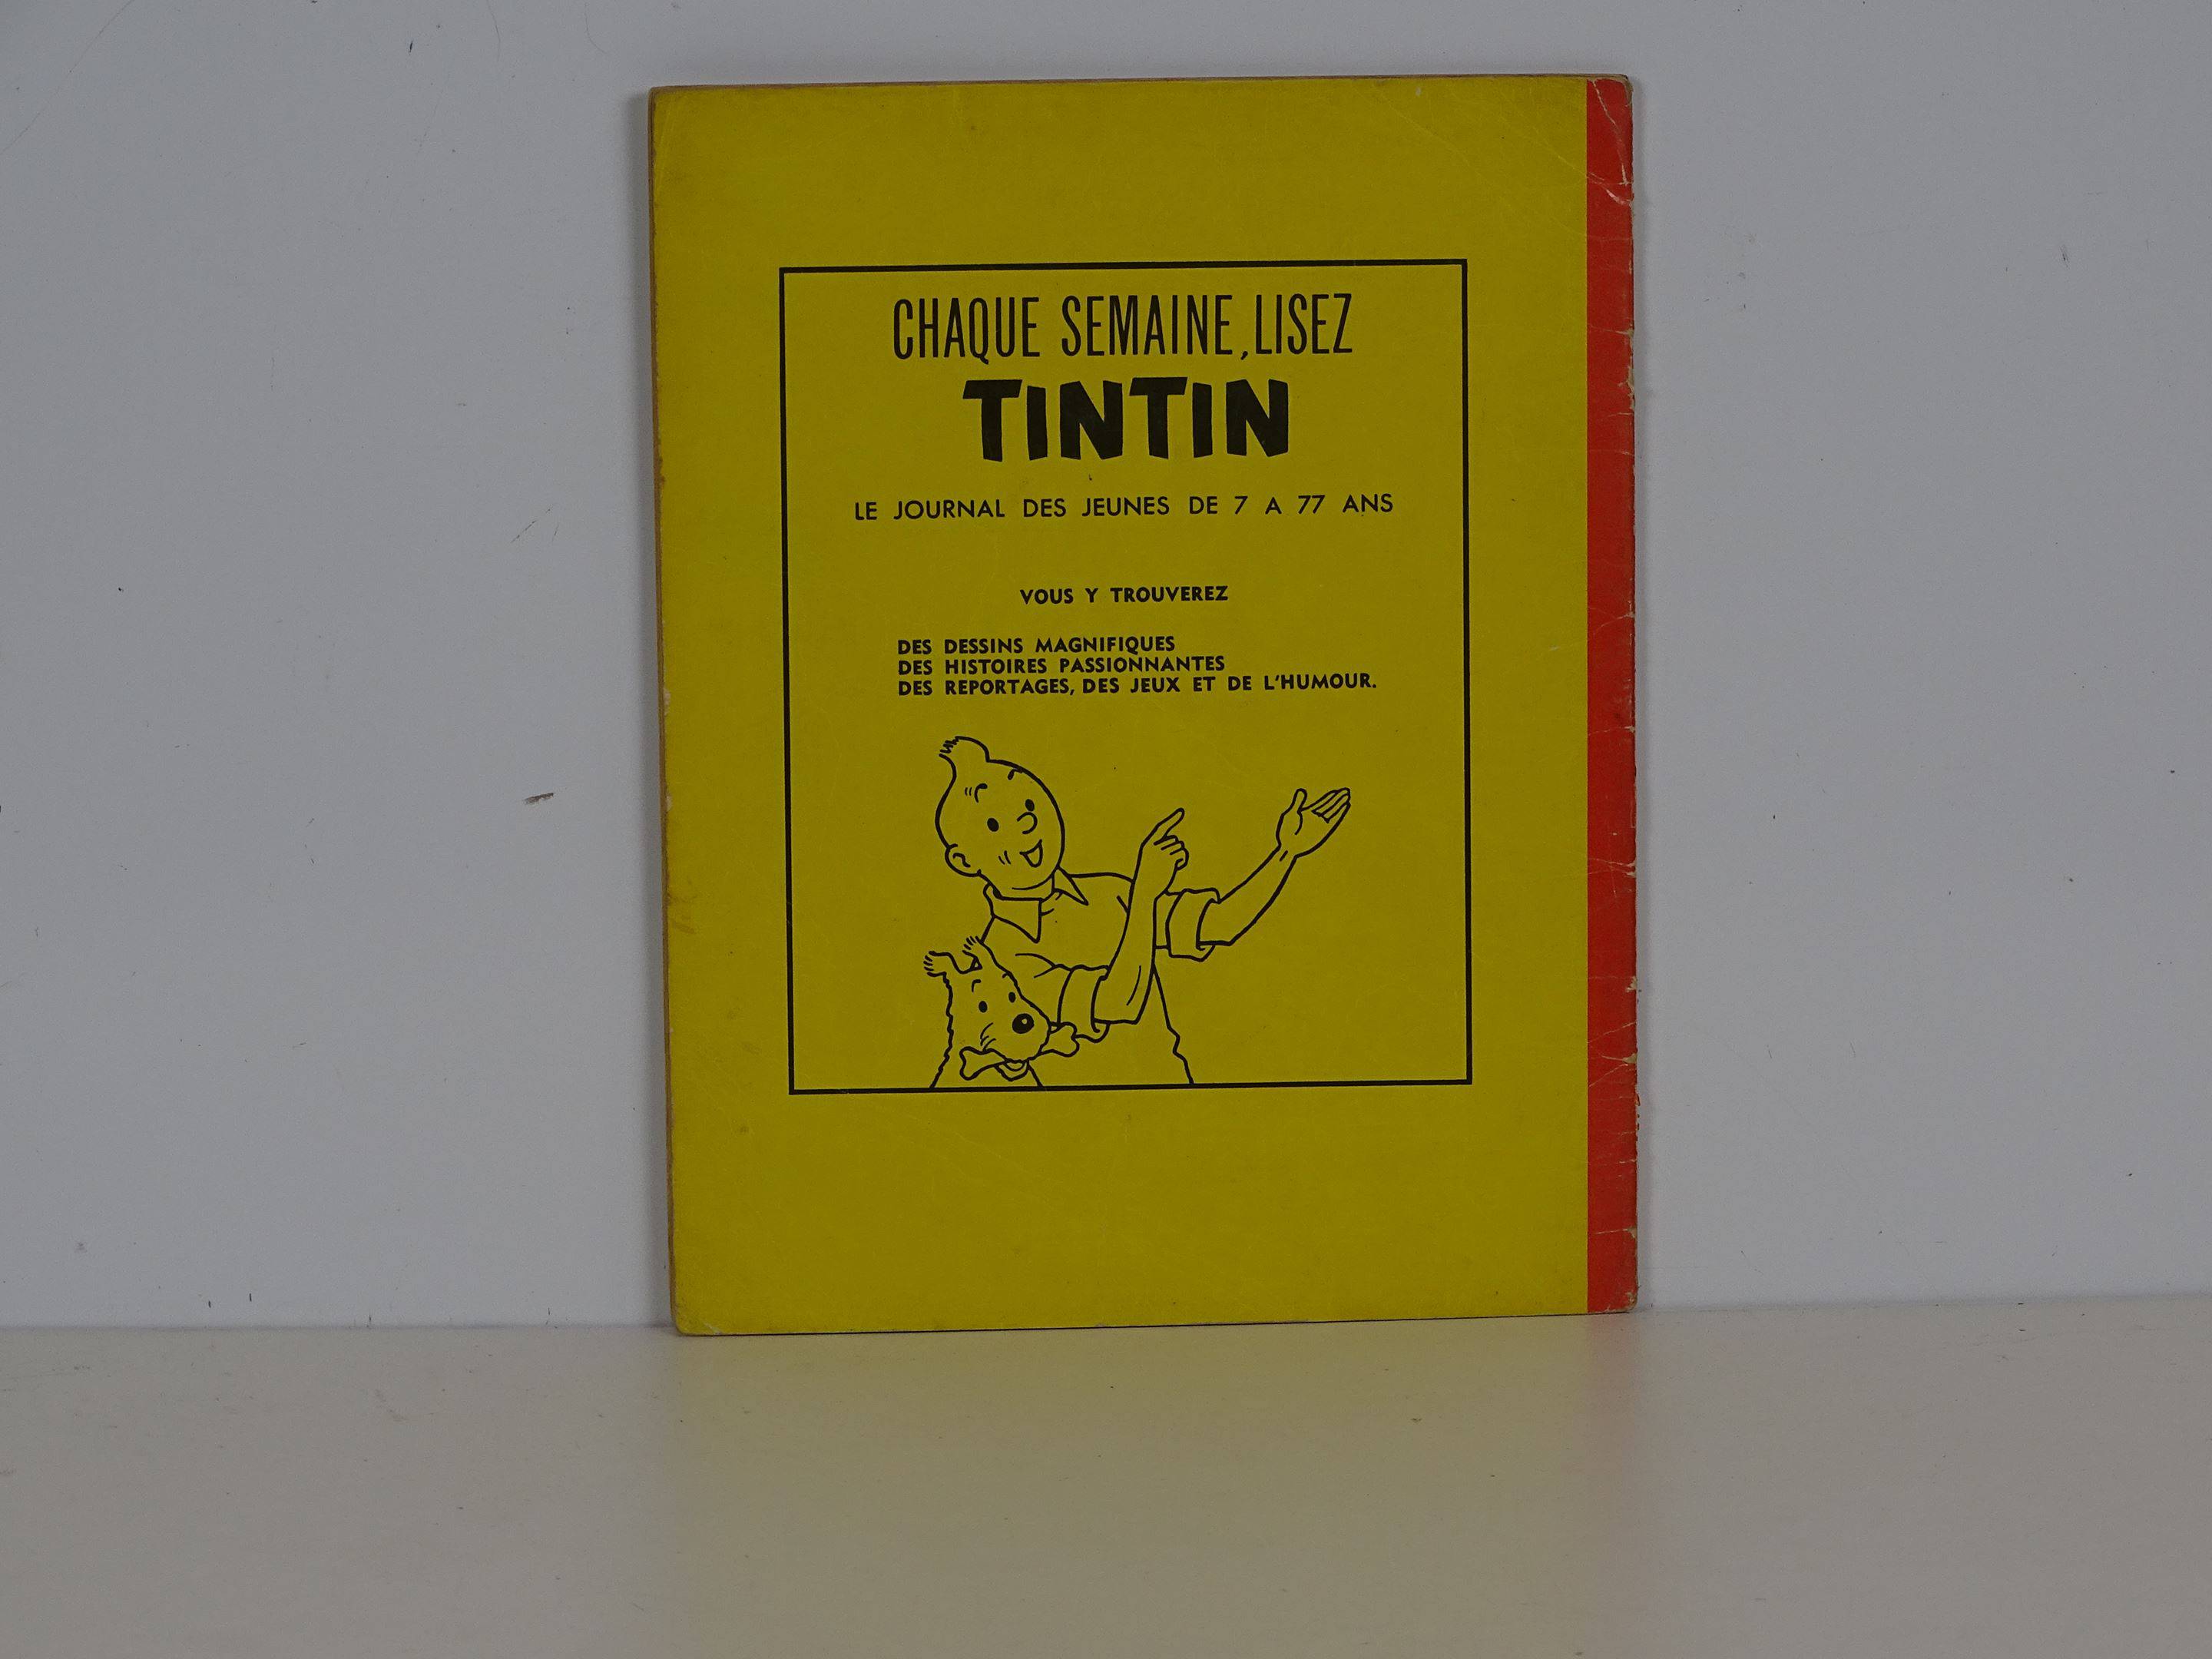 CHAQUE SEMAINE, LISEZ
TINTIN
LE JOURNAL DES JEUNES DE 7 A 77 ANS
VOUS Y TROUVEREZ
DES DESSINS MAGNIFIQUES
DES HISTOIRES PASSIONNANTES
DES REPORTAGES, DES JEUX ET DE L'HUMOUR.